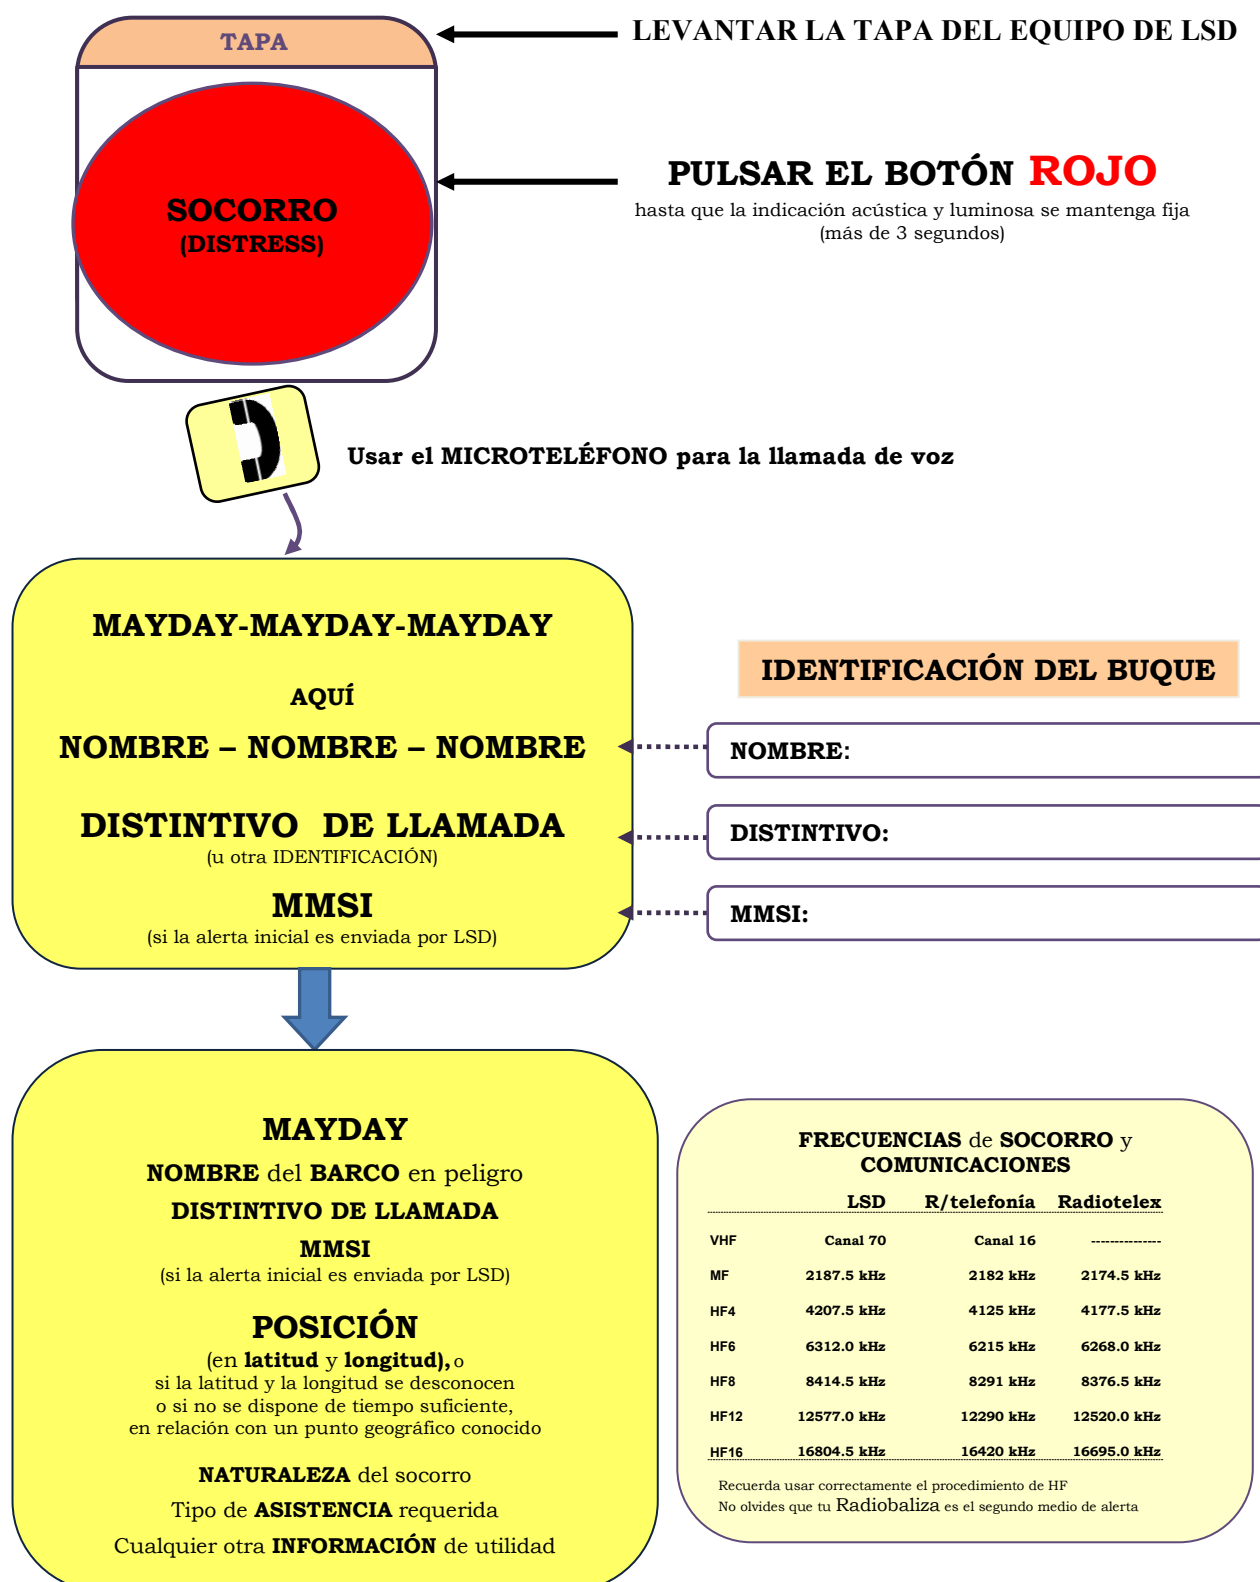 TAPA
LEVANTAR LA TAPA DEL EQUIPO DE LSD
SOCORRO
(DISTRESS)
PULSAR EL BOTÓN ROJO
hasta que la indicación acústica y luminosa se mantenga fija
(más de 3 segundos)
Usar el MICROTELÉFONO para la llamada de voz
MAYDAY-MAYDAY-MAYDAY
AQUÍ
NOMBRE – NOMBRE – NOMBRE
DISTINTIVO DE LLAMADA
(u otra IDENTIFICACIÓN)
MMSI
(si la alerta inicial es enviada por LSD)
IDENTIFICACIÓN DEL BUQUE
NOMBRE:
DISTINTIVO:
MMSI:
MAYDAY
NOMBRE del BARCO en peligro
DISTINTIVO DE LLAMADA
MMSI
(si la alerta inicial es enviada por LSD)
POSICIÓN
(en latitud y longitud), o
si la latitud y la longitud se desconocen
o si no se dispone de tiempo suficiente,
en relación con un punto geográfico conocido
NATURALEZA del socorro
Tipo de ASISTENCIA requerida
Cualquier otra INFORMACIÓN de utilidad
FRECUENCIAS de SOCORRO y
COMUNICACIONES
LSD R/telefonía Radiotelex
VHF Canal 70 Canal 16 ---------------
MF 2187.5 kHz 2182 kHz 2174.5 kHz
HF4 4207.5 kHz 4125 kHz 4177.5 kHz
HF6 6312.0 kHz 6215 kHz 6268.0 kHz
HF8 8414.5 kHz 8291 kHz 8376.5 kHz
HF12 12577.0 kHz 12290 kHz 12520.0 kHz
HF16 16804.5 kHz 16420 kHz 16695.0 kHz
Recuerda usar correctamente el procedimiento de HF
No olvides que tu Radiobaliza es el segundo medio de alerta